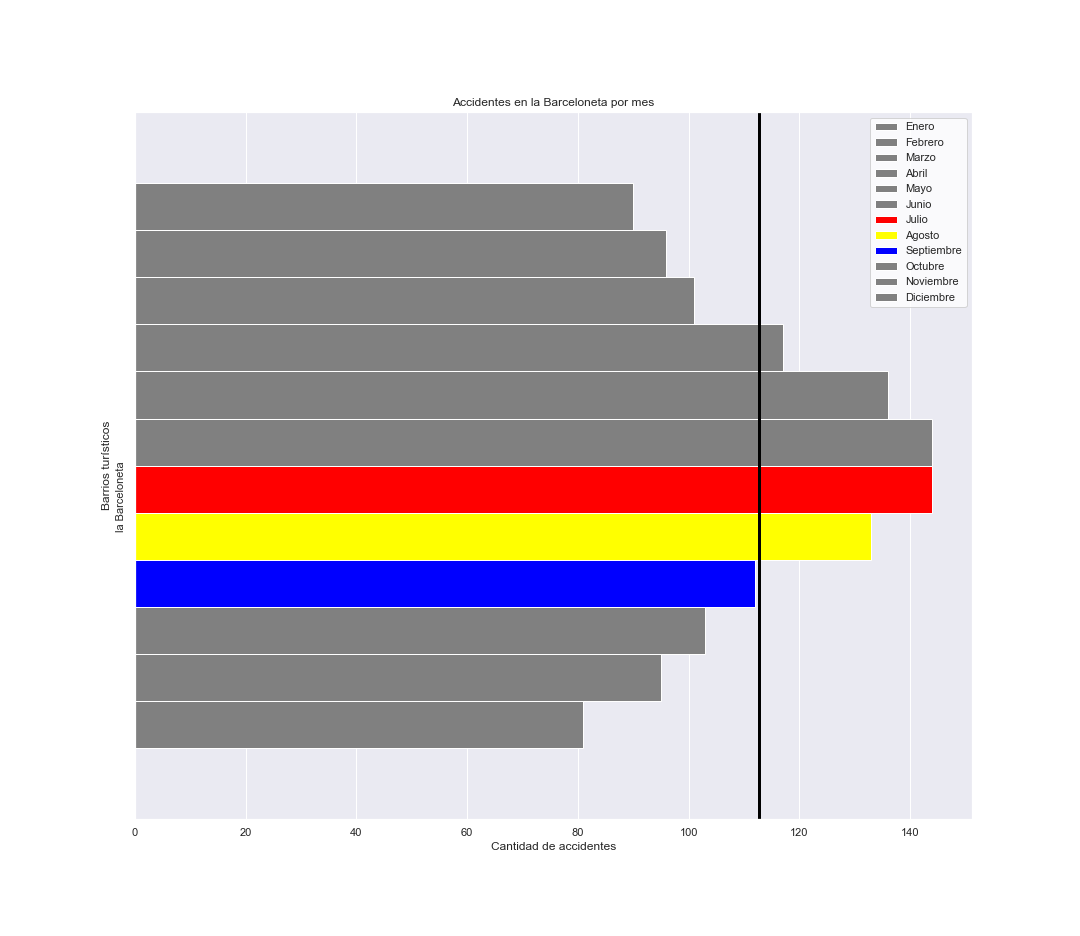 Accidentes en la Barceloneta por mes
Enero
Febrero
Marzo
Abril
Mayo
Junio
Julio
Agosto
Septiembre
Octubre
Noviembre
Diciembre
Barrios turísticos
la Barceloneta
0 20 40 60 80 100 120 140
Cantidad de accidentes